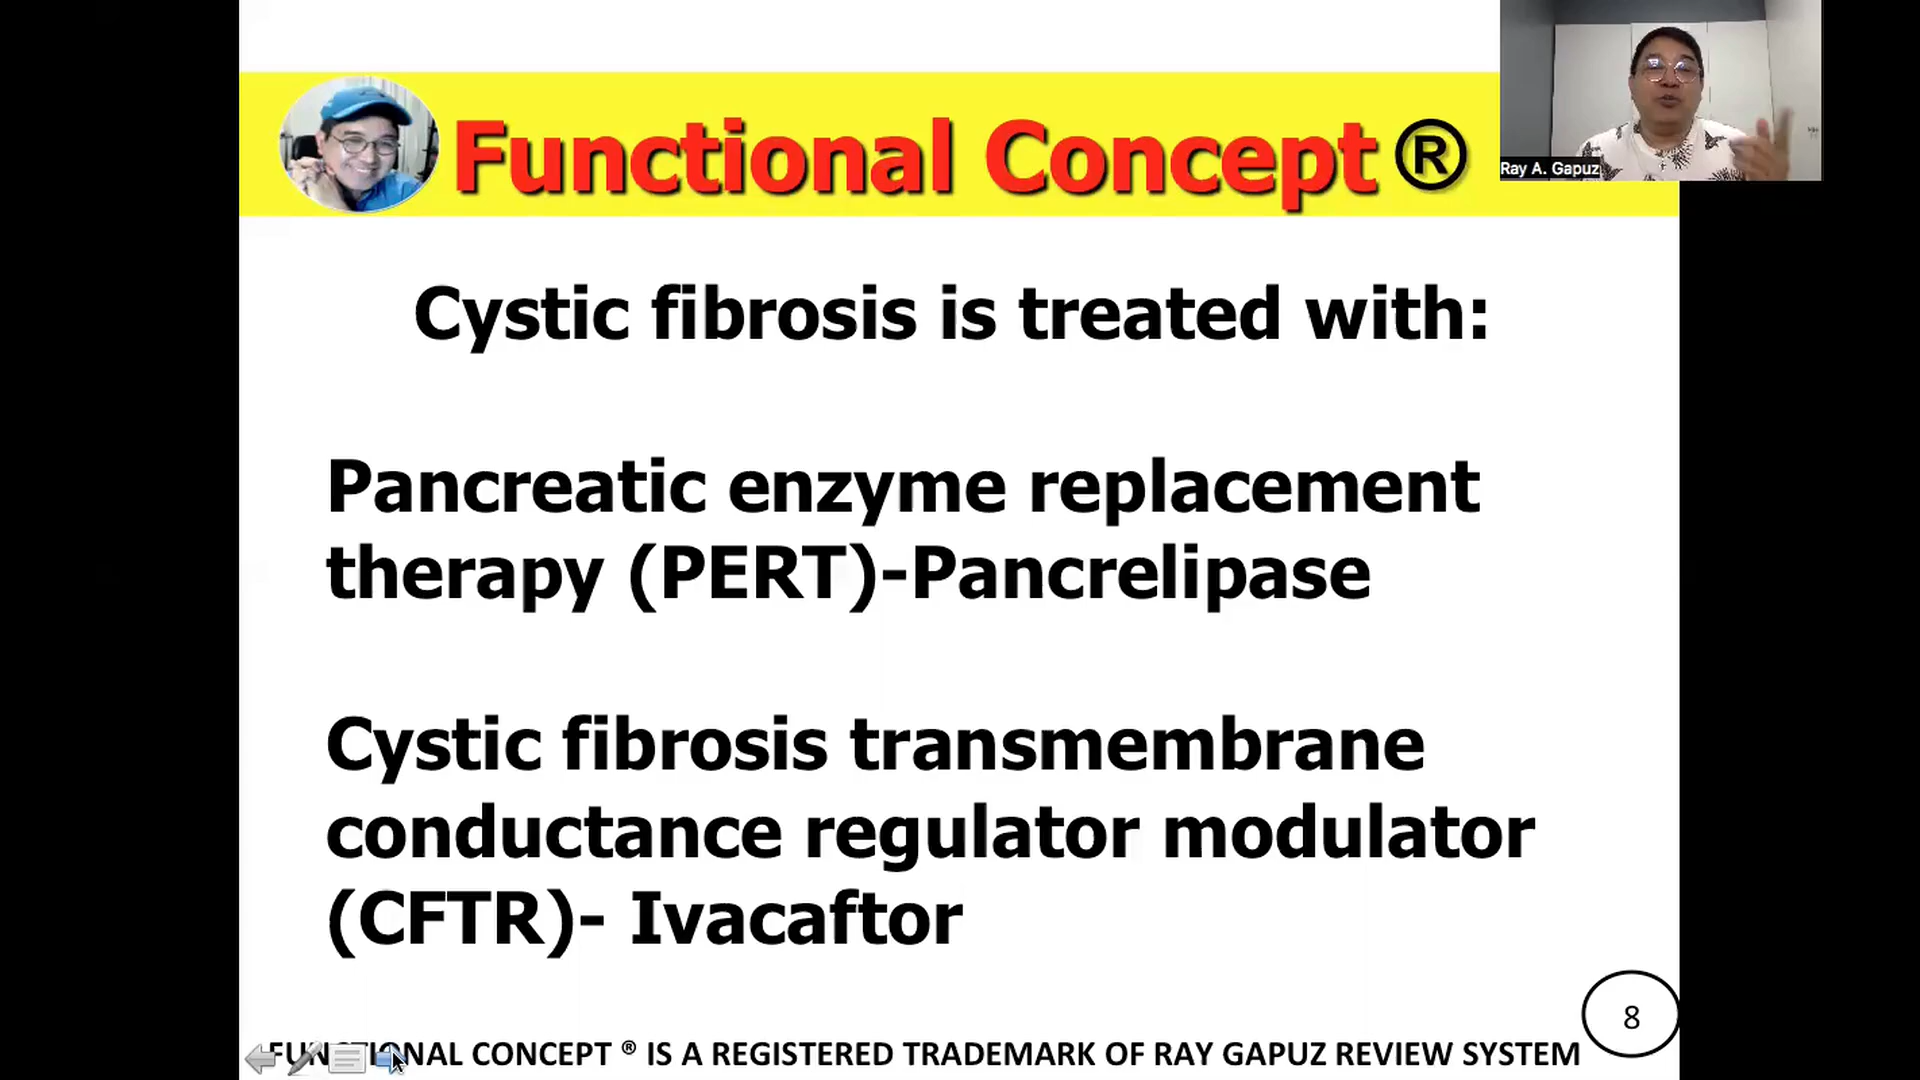 Functional Concept ®
Ray A. Gapuz
Cystic fibrosis is treated with:
Pancreatic enzyme replacement
therapy (PERT)-Pancrelipase
Cystic fibrosis transmembrane
conductance regulator modulator
(CFTR)- Ivacaftor
8
FUNCTIONAL CONCEPT ® IS A REGISTERED TRADEMARK OF RAY GAPUZ REVIEW SYSTEM